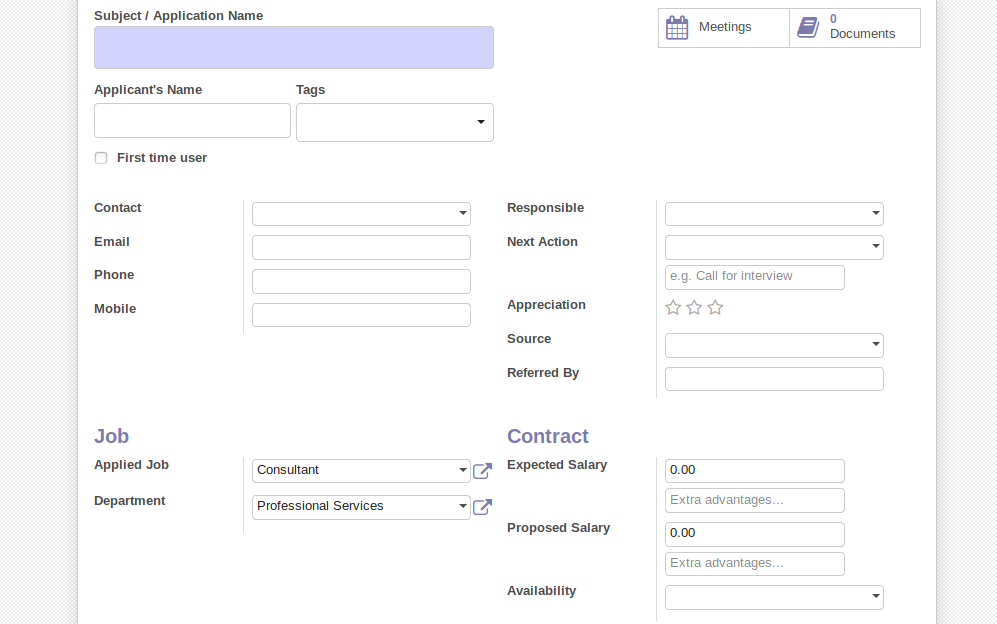 Subject / Application Name
Meetings
0
Documents
Applicant's Name
Tags
First time user
Contact
Email
Phone
Mobile
Responsible
Next Action
e.g. Call for interview
Appreciation
Source
Referred By
Job
Applied Job
Consultant
Department
Professional Services
Contract
Expected Salary
0.00
Extra advantages...
Proposed Salary
0.00
Extra advantages...
Availability